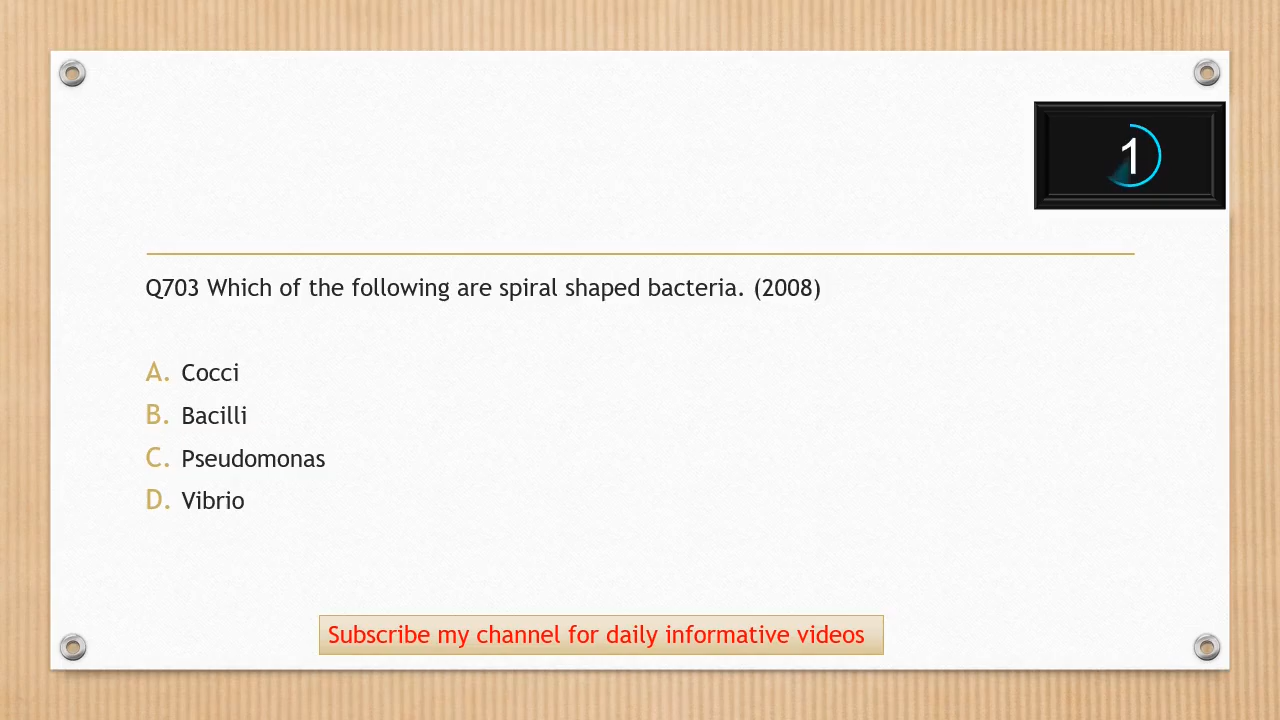 1
Q703 Which of the following are spiral shaped bacteria. (2008)
A. Cocci
B. Bacilli
C. Pseudomonas
D. Vibrio
Subscribe my channel for daily informative videos